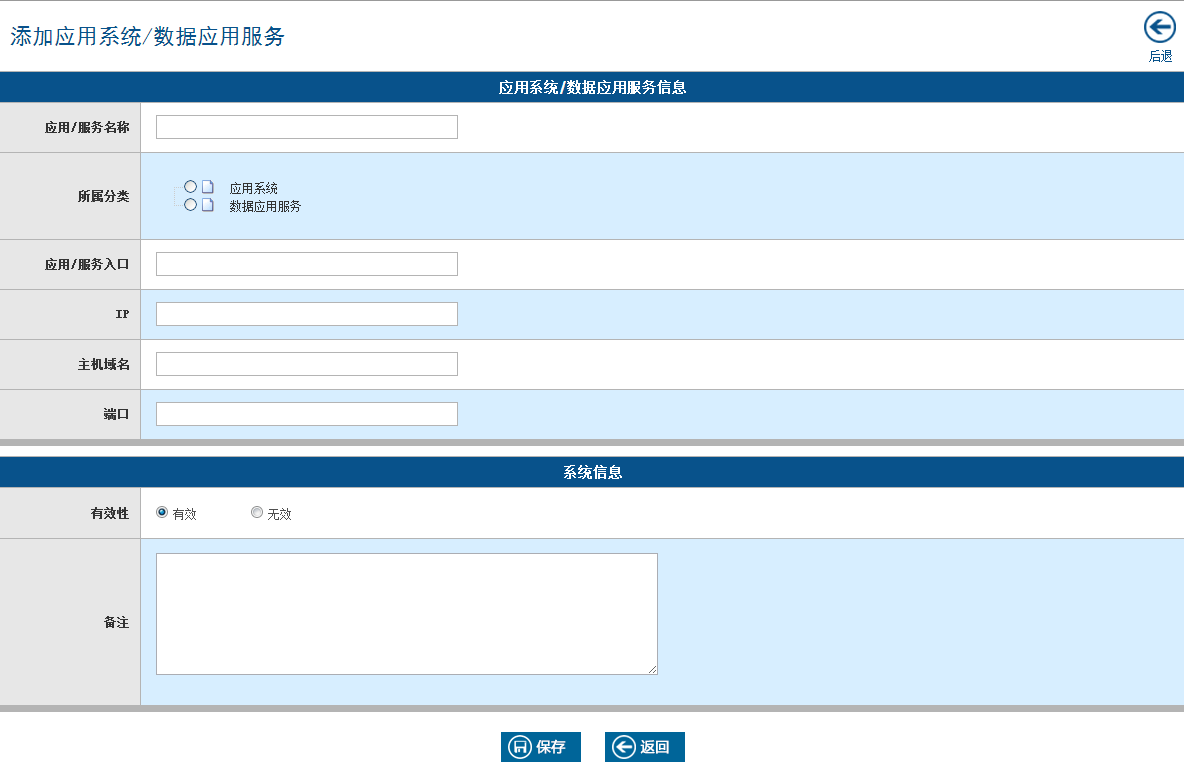 添加应用系统/数据应用服务
后退
应用系统/数据应用服务信息
应用/服务名称
所属分类
应用系统
数据应用服务
应用/服务入口
IP
主机域名
端口
系统信息
有效性
有效 无效
备注
保存 返回